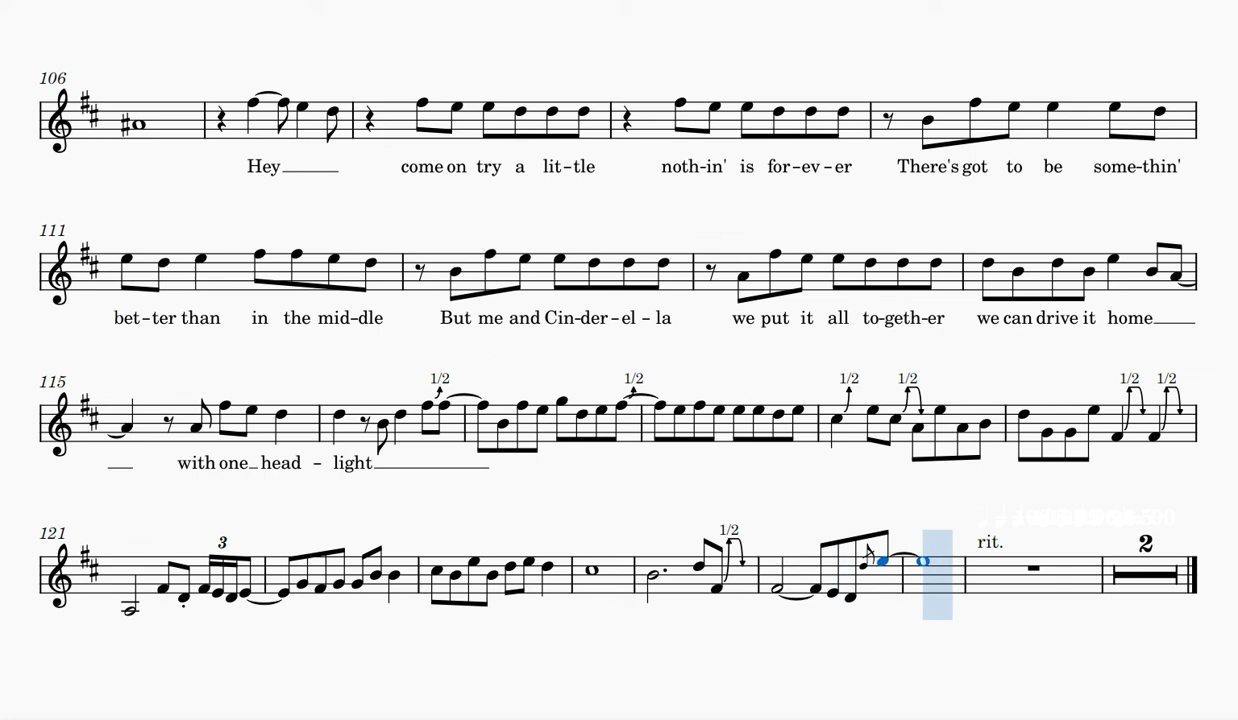 106
Hey come on try a lit-tle noth-in' is for-ev-er There's got to be some-thin'
111
bet-ter than in the mid-dle But me and Cin-der-el-la we put it all to-geth-er we can drive it home
115
1/2 1/2 1/2 1/2 1/2 1/2
with one head-light
121
3 1/2 rit. 2